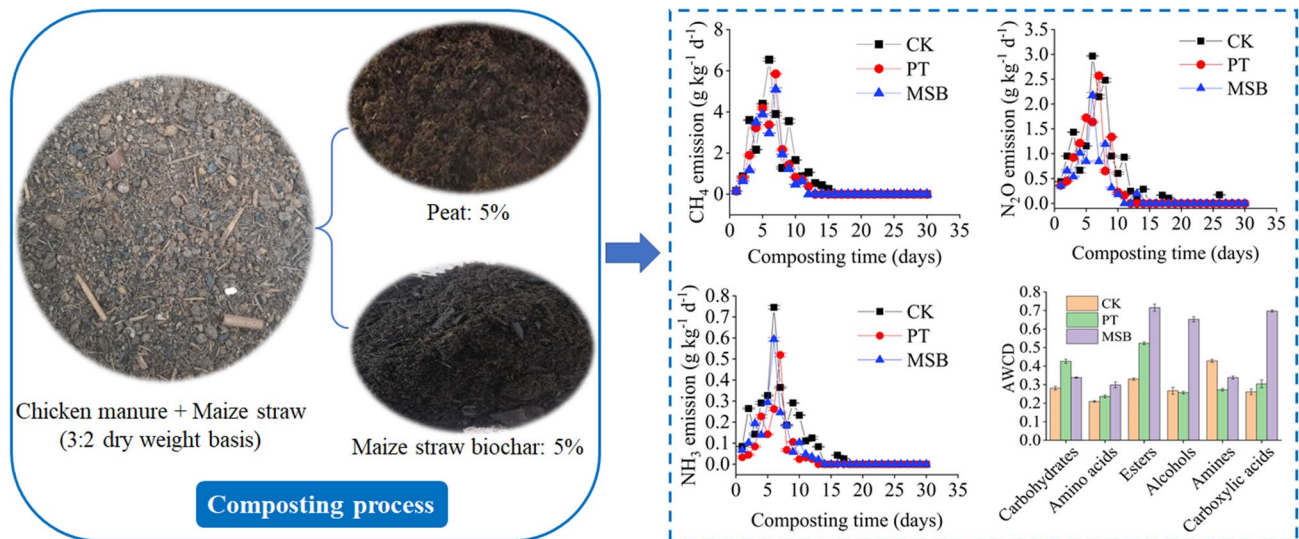 Peat: 5%
Chicken manure + Maize straw
(3:2 dry weight basis)
Maize straw biochar: 5%
Composting process
CH₄ emission (g kg⁻¹ d⁻¹)
8
6
4
2
0
CK
PT
MSB
0 5 10 15 20 25 30 35
Composting time (days)
N₂O emission (g kg⁻¹ d⁻¹)
3.5
3.0
2.5
2.0
1.5
1.0
0.5
0.0
CK
PT
MSB
0 5 10 15 20 25 30 35
Composting time (days)
NH₃ emission (g kg⁻¹ d⁻¹)
0.8
0.7
0.6
0.5
0.4
0.3
0.2
0.1
0.0
CK
PT
MSB
0 5 10 15 20 25 30 35
Composting time (days)
AWCD
0.8
0.7
0.6
0.5
0.4
0.3
0.2
0.1
0.0
CK
PT
MSB
Carbohydrates
Amino acids
Esters
Alcohols
Amines
Carboxylic acids